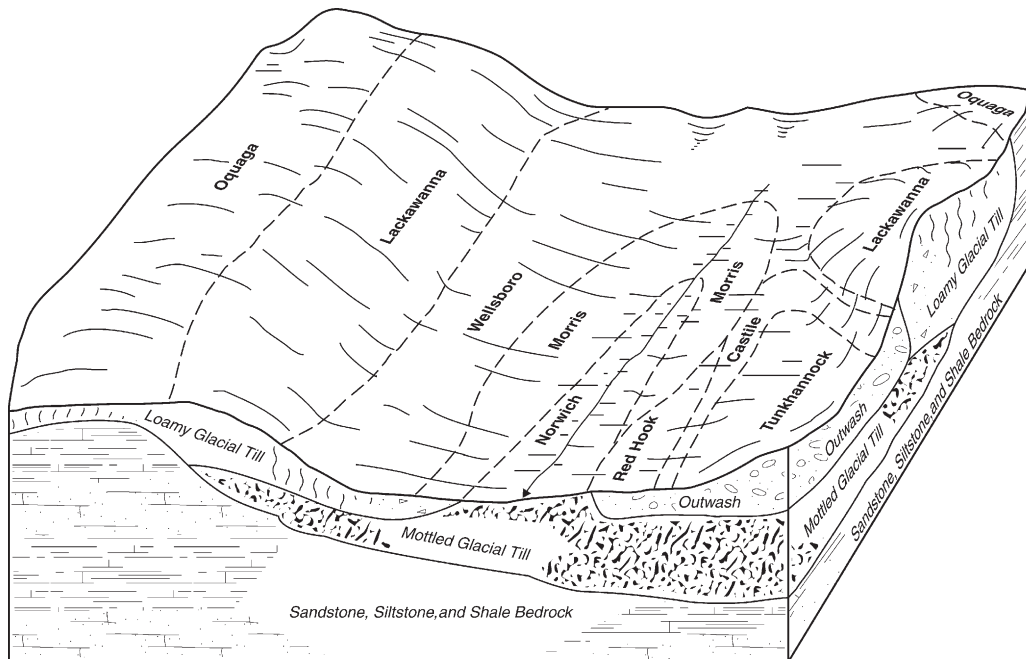 Oquaga
Lackawanna
Wellsboro
Morris
Norwich
Red Hook
Morris
Castile
Tunkhannock
Lackawanna
Oquaga
Loamy Glacial Till
Mottled Glacial Till
Outwash
Sandstone, Siltstone,and Shale Bedrock
Outwash
Mottled Glacial Till
Loamy Glacial Till
Sandstone, Siltstone,and Shale Bedrock